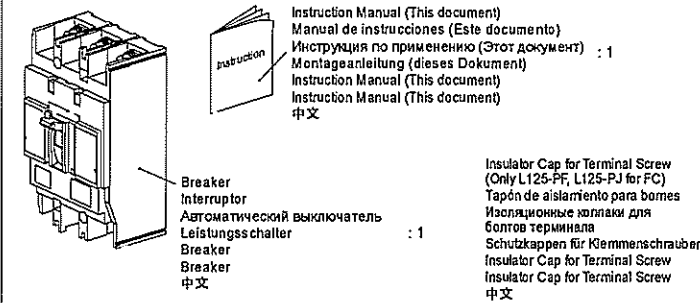 Instruction Manual (This document)
Manual de instrucciones (Este documento)
Инструкция по применению (Этот документ)
: 1
Montageanleitung (dieses Dokument)
Instruction Manual (This document)
Instruction Manual (This document)
中文
Instruction
Breaker
Interruptor
Автоматический выключатель
Leistungsschalter
: 1
Breaker
Breaker
中文
Insulator Cap for Terminal Screw
(Only L125-PF, L125-PJ for FC)
Tapón de aislamiento para bornes
Изоляционные колпаки для
болтов терминала
Schutzkappen für Klemmenschrauber
Insulator Cap for Terminal Screw
Insulator Cap for Terminal Screw
中文